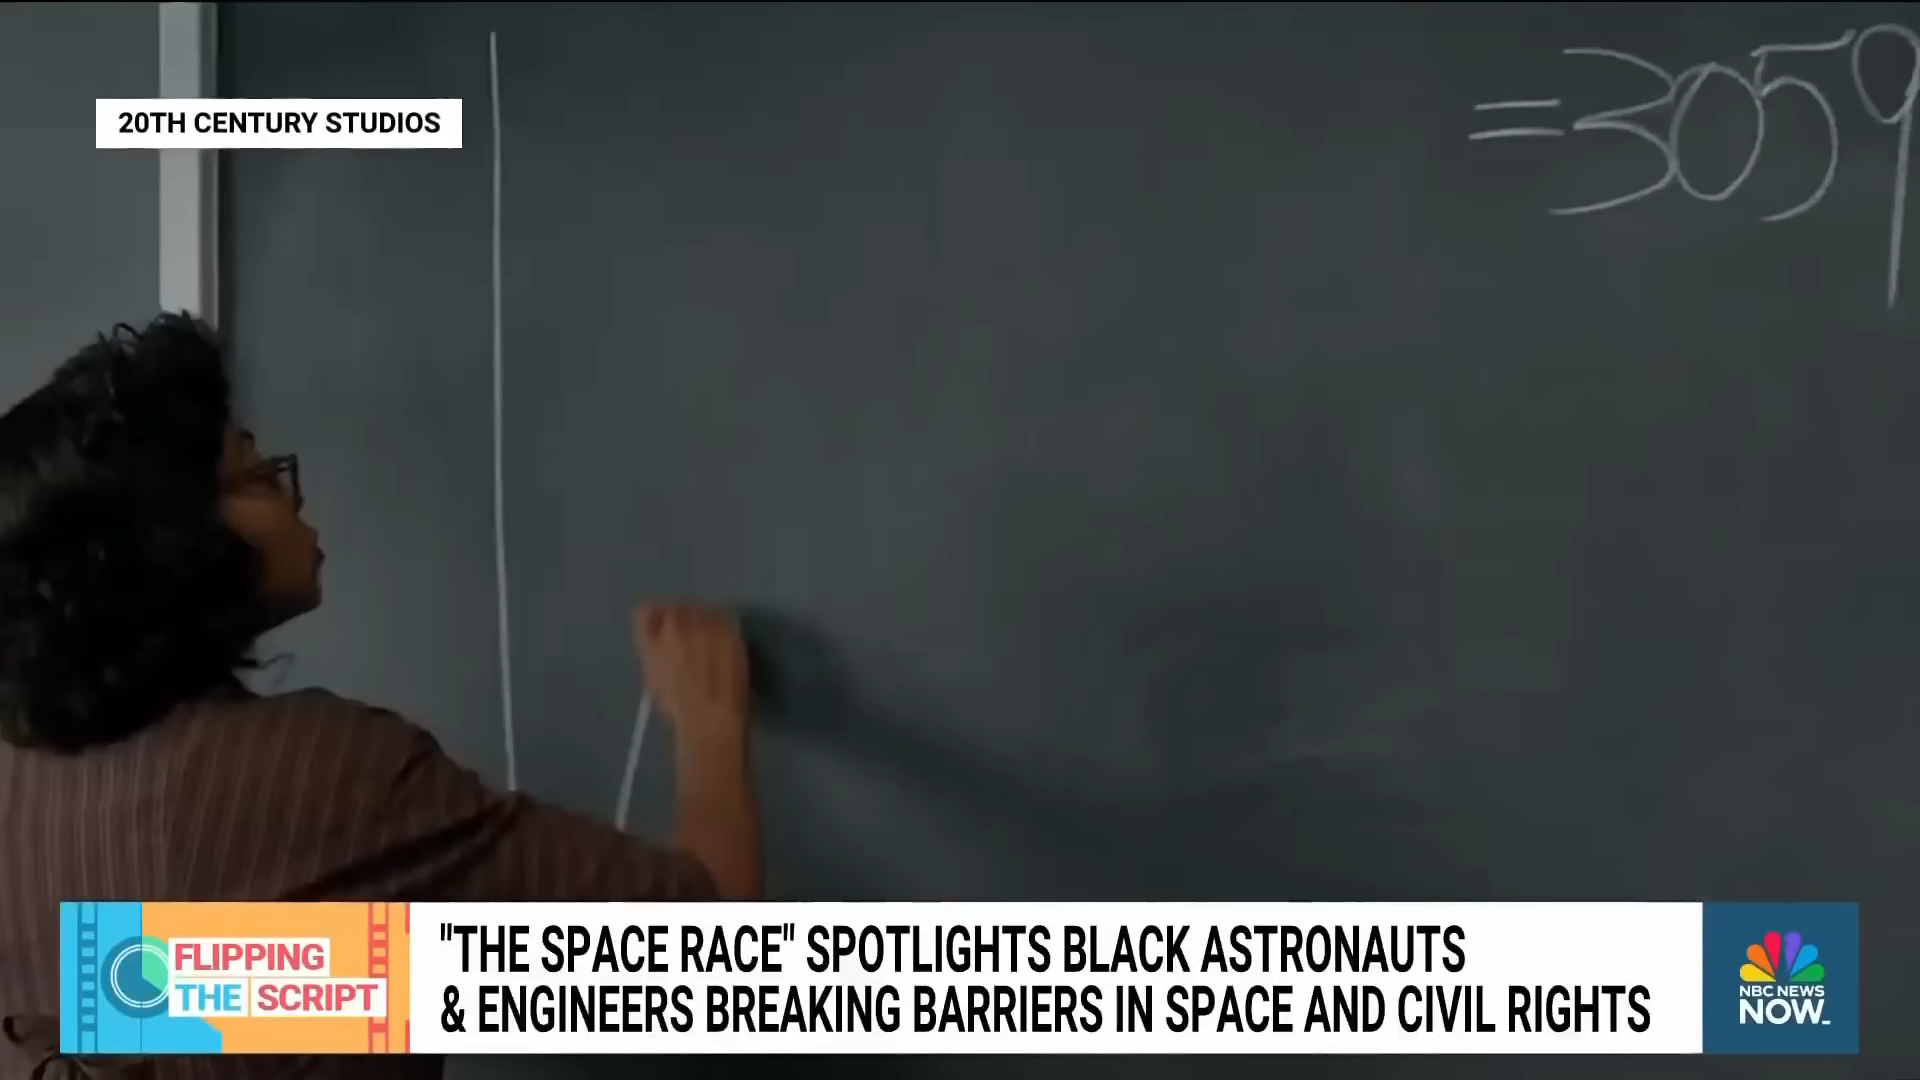 =3059
20TH CENTURY STUDIOS
FLIPPING
THE SCRIPT
"THE SPACE RACE" SPOTLIGHTS BLACK ASTRONAUTS
& ENGINEERS BREAKING BARRIERS IN SPACE AND CIVIL RIGHTS
NBC NEWS
NOW